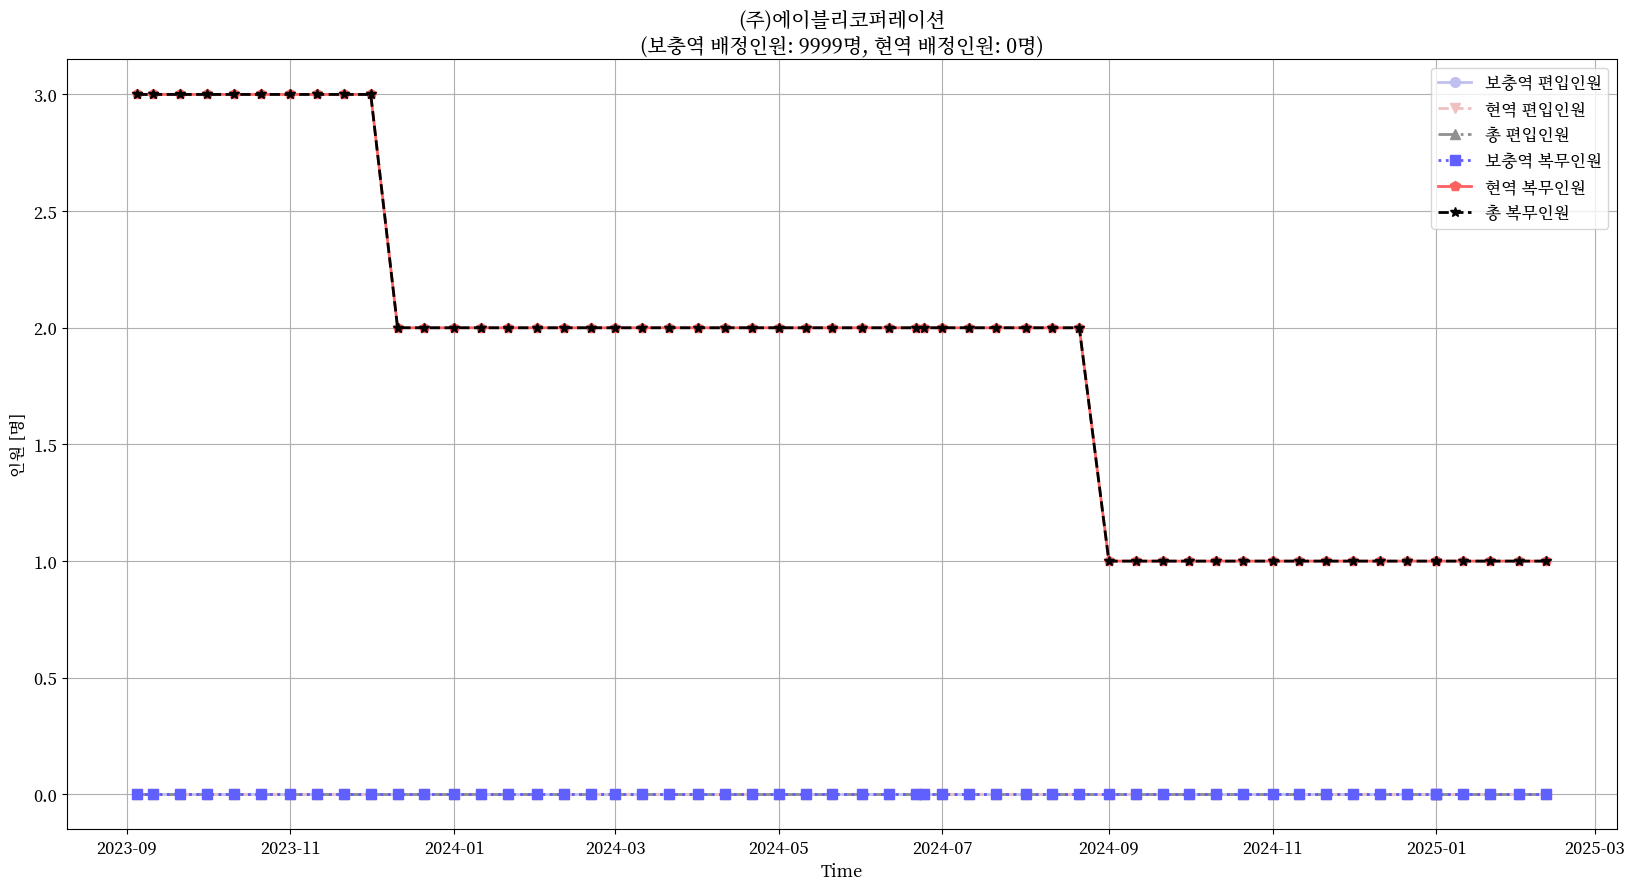 (주)에이블리코퍼레이션
(보충역 배정인원: 9999명, 현역 배정인원: 0명)
보충역 편입인원
현역 편입인원
총 편입인원
보충역 복무인원
현역 복무인원
총 복무인원
인원 [명]
3.0
2.5
2.0
1.5
1.0
0.5
0.0
2023-09
2023-11
2024-01
2024-03
2024-05
2024-07
2024-09
2024-11
2025-01
2025-03
Time